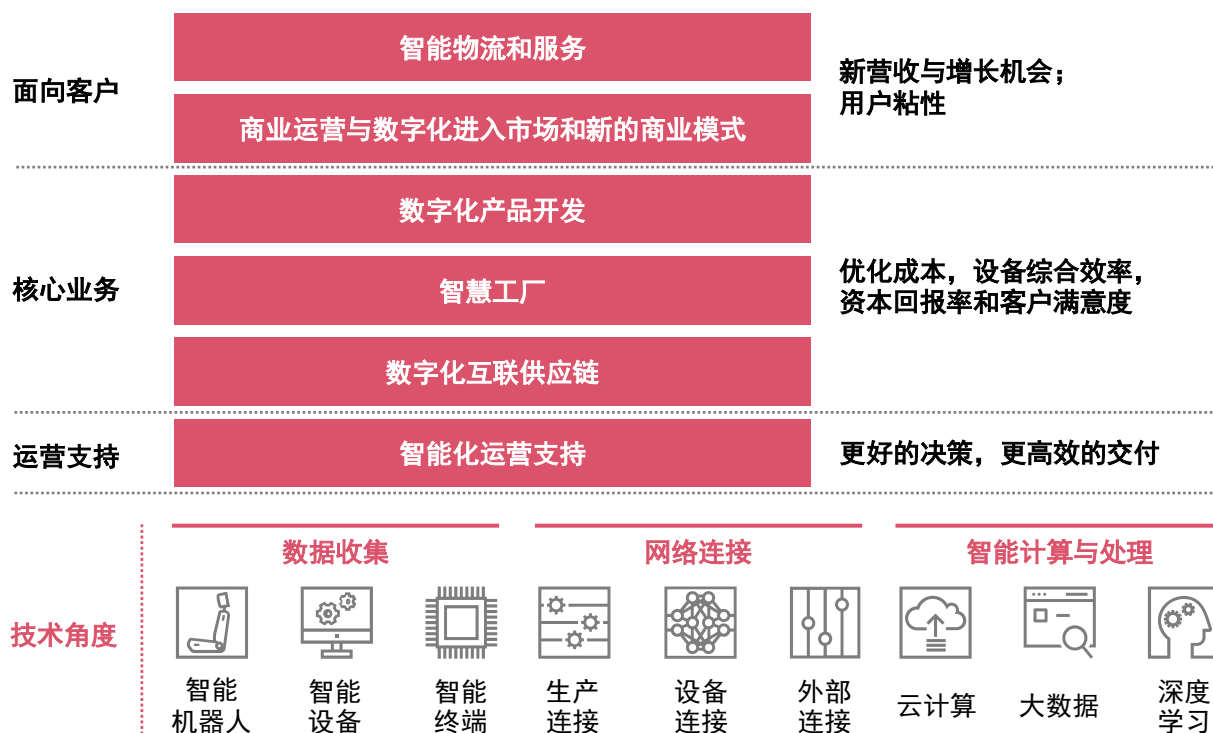 面向客户
智能物流和服务
商业运营与数字化进入市场和新的商业模式
新营收与增长机会；
用户粘性
核心业务
数字化产品开发
智慧工厂
数字化互联供应链
优化成本，设备综合效率，
资本回报率和客户满意度
运营支持
智能化运营支持
更好的决策，更高效的交付
技术角度
数据收集
网络连接
智能计算与处理
智能
机器人
智能
设备
智能
终端
生产
连接
设备
连接
外部
连接
云计算
大数据
深度
学习